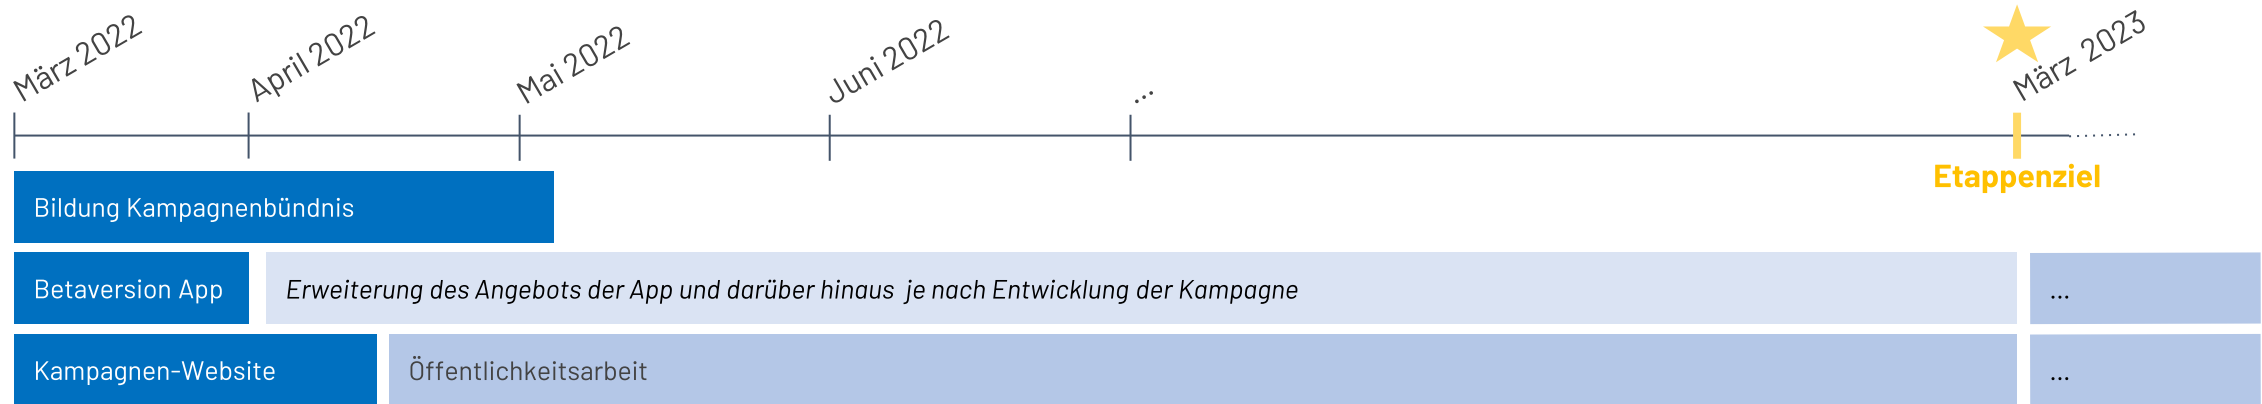 März 2022
April 2022
Mai 2022
Juni 2022
...
März 2023
Etappenziel
Bildung Kampagnenbündnis
Betaversion App
Erweiterung des Angebots der App und darüber hinaus je nach Entwicklung der Kampagne
...
Kampagnen-Website
Öffentlichkeitsarbeit
...